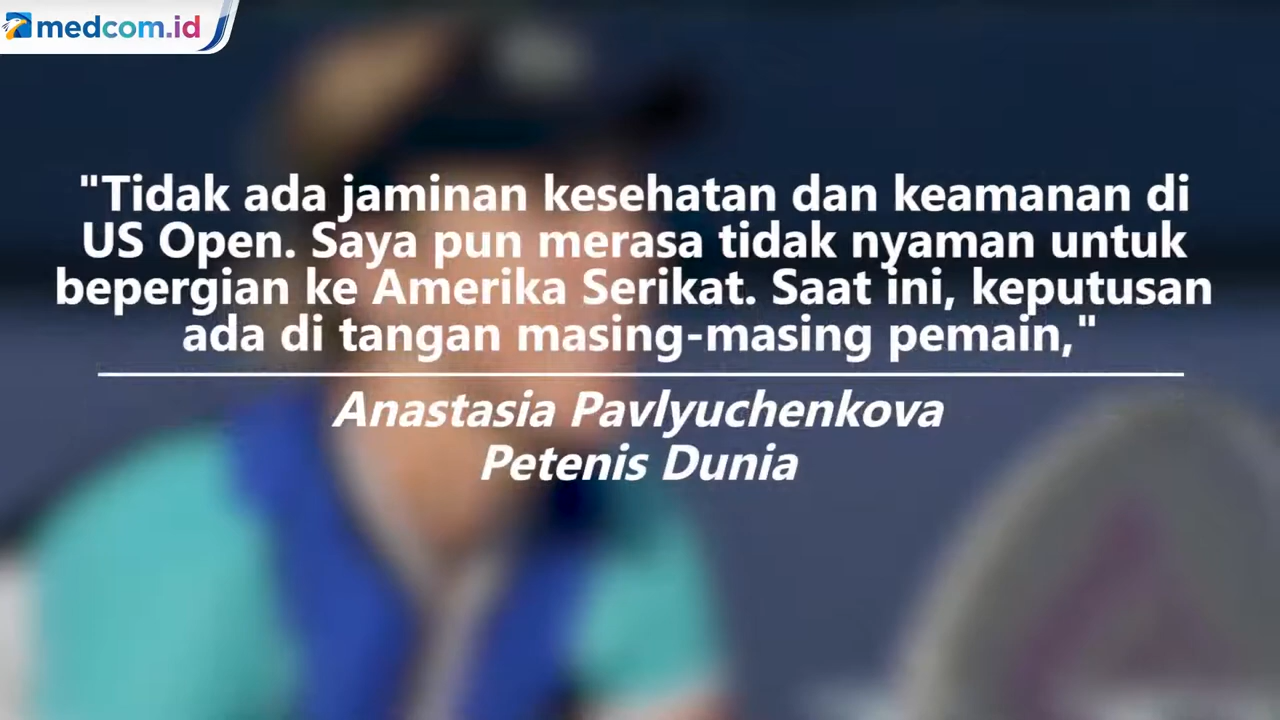 medcom.id
"Tidak ada jaminan kesehatan dan keamanan di
US Open. Saya pun merasa tidak nyaman untuk
bepergian ke Amerika Serikat. Saat ini, keputusan
ada di tangan masing-masing pemain,"
Anastasia Pavlyuchenkova
Petenis Dunia